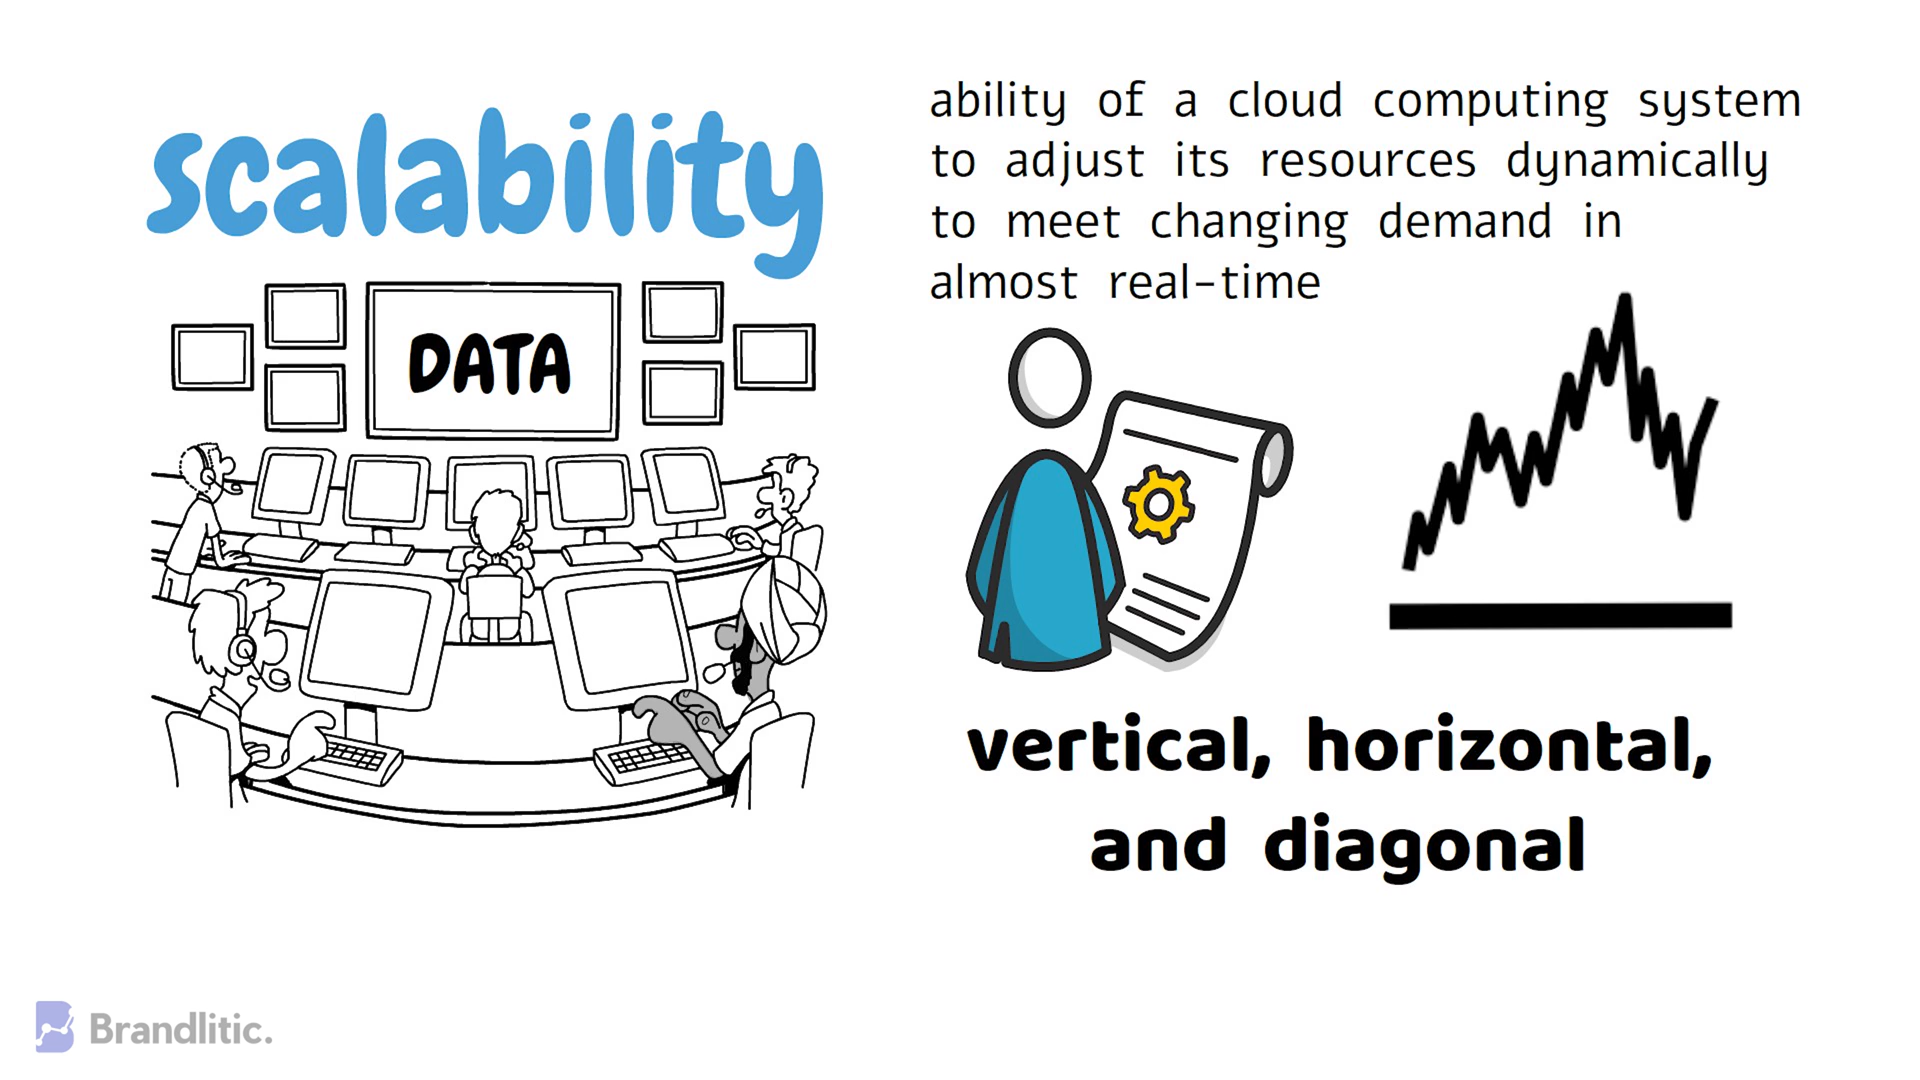 scalability
DATA
ability of a cloud computing system
to adjust its resources dynamically
to meet changing demand in
almost real-time
vertical, horizontal,
and diagonal
Brandlitic.